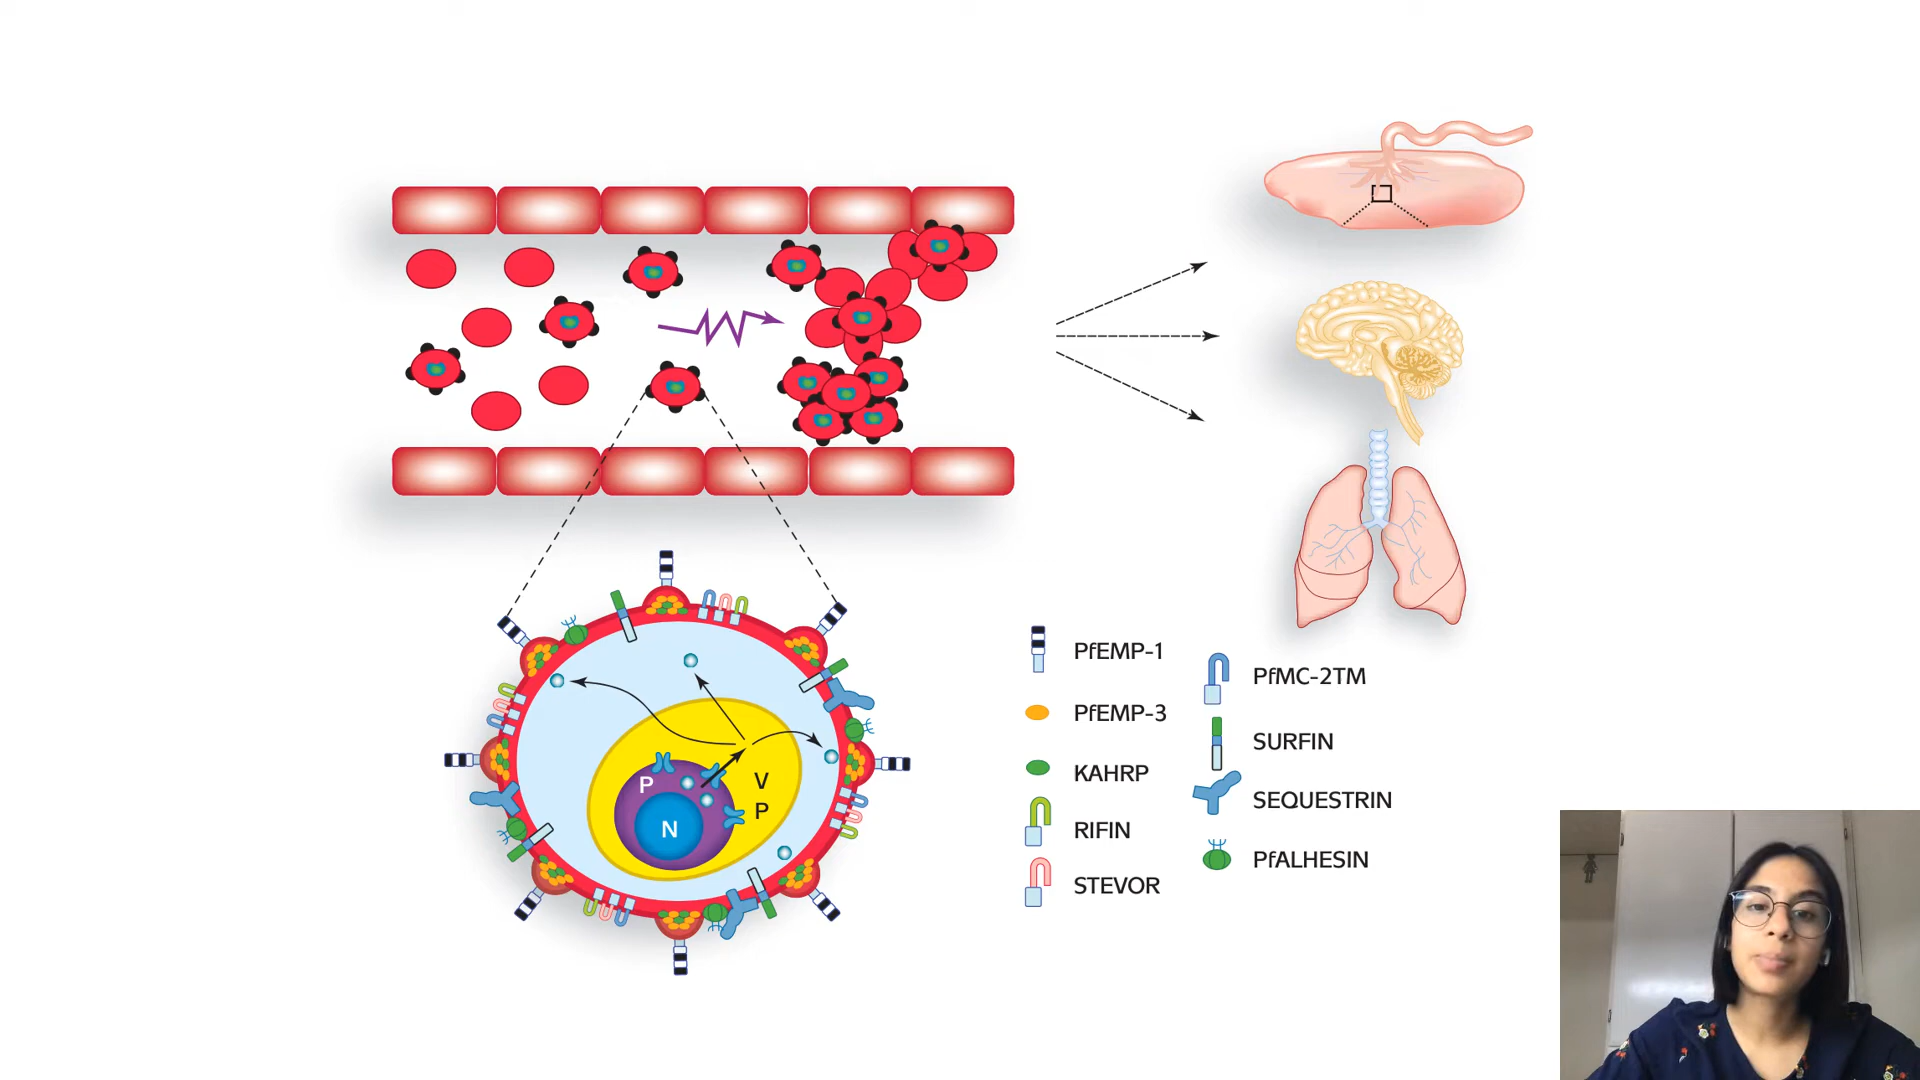 P
V
P
N
PfEMP-1
PfEMP-3
KAHRP
RIFIN
STEVOR
PfMC-2TM
SURFIN
SEQUESTRIN
PfALHESIN